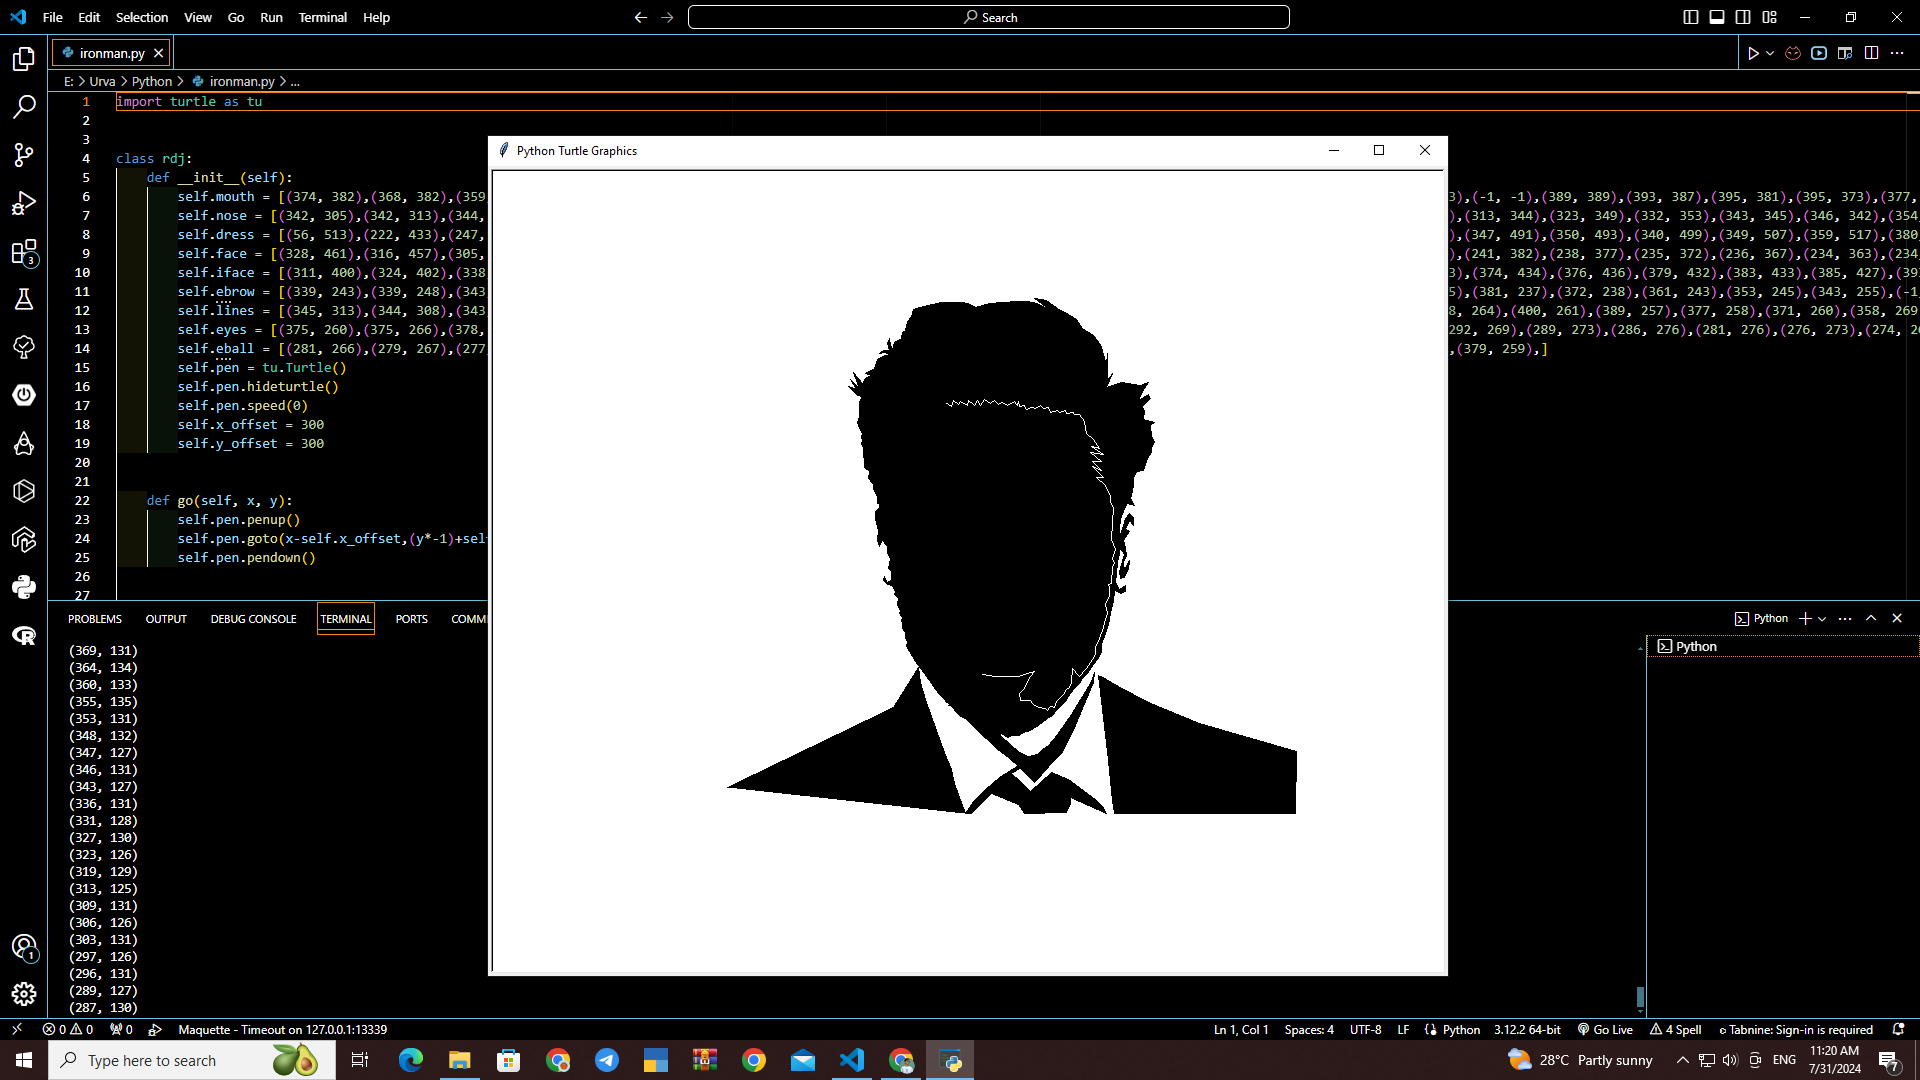 File Edit Selection View Go Run Terminal Help
Search
ironman.py
E: > Urva > Python > ironman.py > ...
1 import turtle as tu
2
3
4 class rdj:
5 def __init__(self):
6 self.mouth = [(374, 382),(368, 382),(359
3),(-1, -1),(389, 389),(393, 387),(395, 381),(395, 373),(377,
7 self.nose = [(342, 305),(342, 313),(344,
),(313, 344),(323, 349),(332, 353),(343, 345),(346, 342),(354,
8 self.dress = [(56, 513),(222, 433),(247,
),(347, 491),(350, 493),(340, 499),(349, 507),(359, 517),(380,
9 self.face = [(328, 461),(316, 457),(305,
),(241, 382),(238, 377),(235, 372),(236, 367),(234, 363),(234,
10 self.iface = [(311, 400),(324, 402),(338,
3),(374, 434),(376, 436),(379, 432),(383, 433),(385, 427),(393
11 self.ebrow = [(339, 243),(339, 248),(343,
5),(381, 237),(372, 238),(361, 243),(353, 245),(343, 255),(-1,
12 self.lines = [(345, 313),(344, 308),(343,
8, 264),(400, 261),(389, 257),(377, 258),(371, 260),(358, 269)
13 self.eyes = [(375, 260),(375, 266),(378,
292, 269),(289, 273),(286, 276),(281, 276),(276, 273),(274, 26
14 self.eball = [(281, 266),(279, 267),(277,
,(379, 259),]
15 self.pen = tu.Turtle()
16 self.pen.hideturtle()
17 self.pen.speed(0)
18 self.x_offset = 300
19 self.y_offset = 300
20
21
22 def go(self, x, y):
23 self.pen.penup()
24 self.pen.goto(x-self.x_offset,(y*-1)+sel
25 self.pen.pendown()
26
27
Python Turtle Graphics
PROBLEMS OUTPUT DEBUG CONSOLE TERMINAL PORTS COMM
Python
Python
(369, 131)
(364, 134)
(360, 133)
(355, 135)
(353, 131)
(348, 132)
(347, 127)
(346, 131)
(343, 127)
(336, 131)
(331, 128)
(327, 130)
(323, 126)
(319, 129)
(313, 125)
(309, 131)
(306, 126)
(303, 131)
(297, 126)
(296, 131)
(289, 127)
(287, 130)
3
1
0 0 0 Maquette - Timeout on 127.0.0.1:13339
Ln 1, Col 1 Spaces: 4 UTF-8 LF Python 3.12.2 64-bit Go Live 4 Spell Tabnine: Sign-in is required
Type here to search
28°C Partly sunny
ENG
11:20 AM
7/31/2024
7